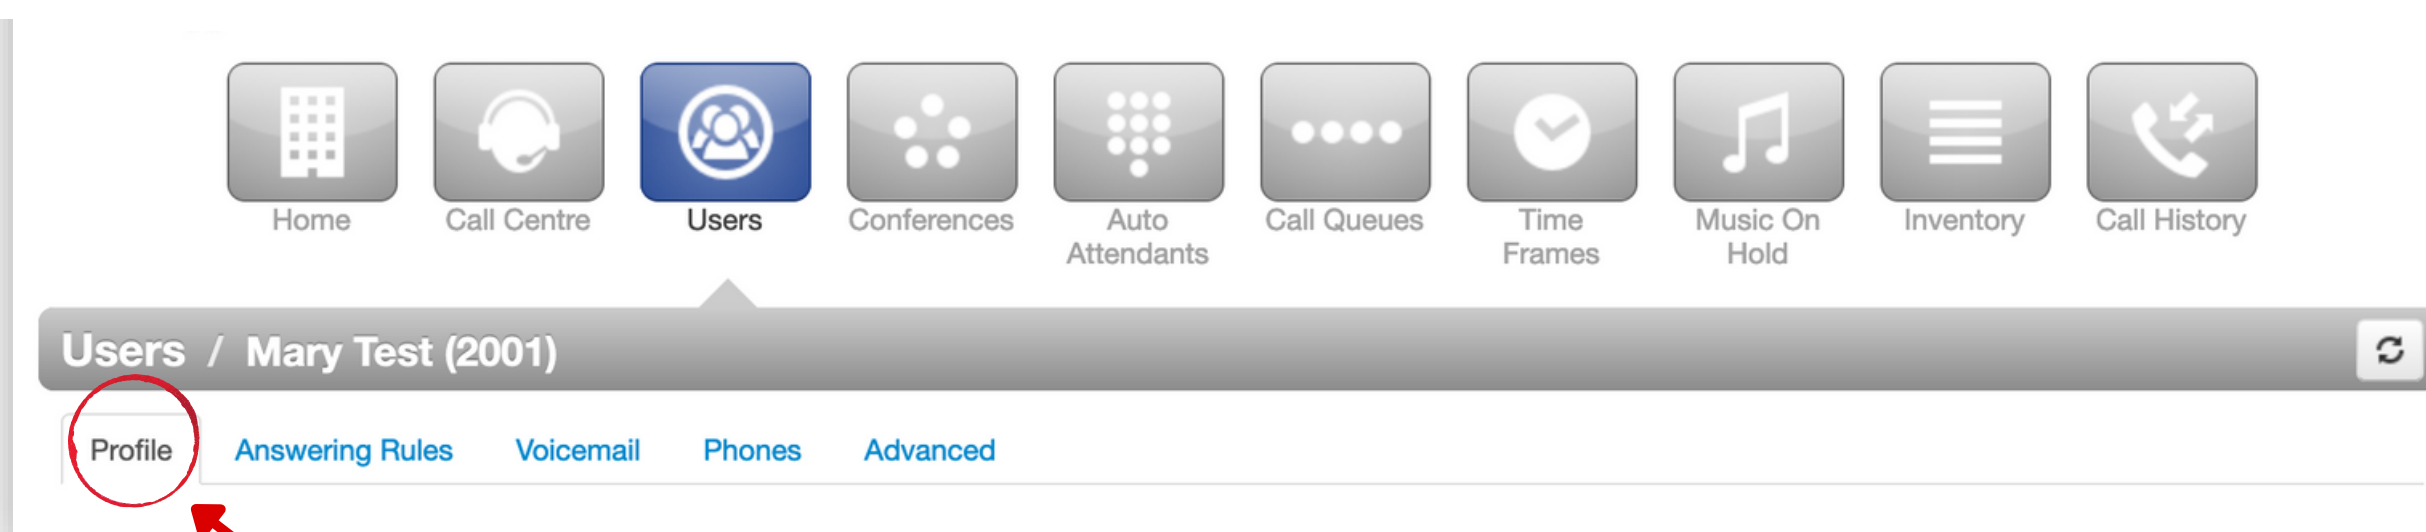 Home
Call Centre
Users
Conferences
Auto
Attendants
Call Queues
Time
Frames
Music On
Hold
Inventory
Call History
Users / Mary Test (2001)
Profile Answering Rules Voicemail Phones Advanced